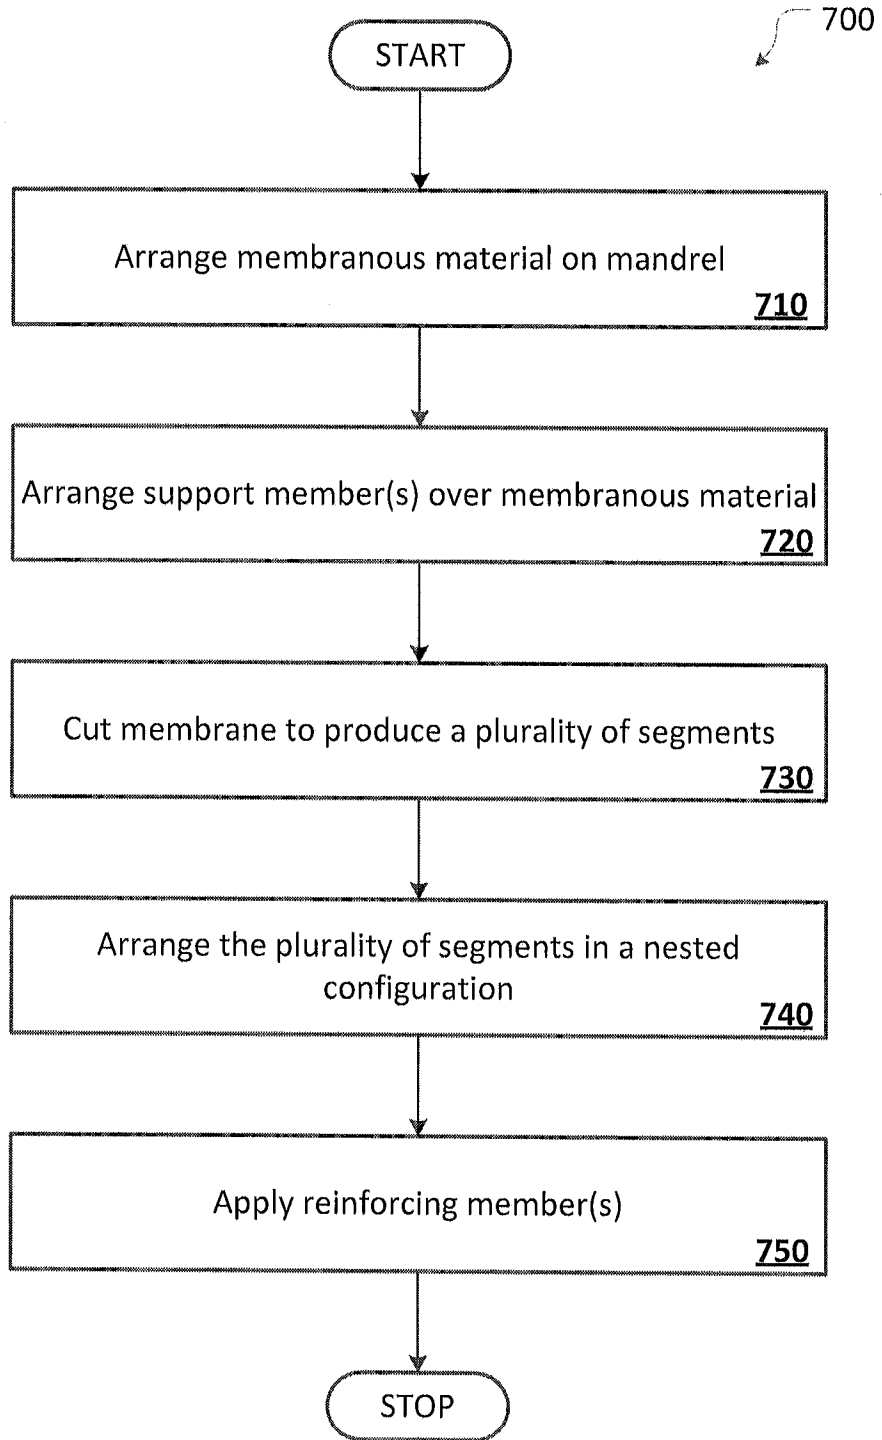 700
START
Arrange membranous material on mandrel
710
Arrange support member(s) over membranous material
720
Cut membrane to produce a plurality of segments
730
Arrange the plurality of segments in a nested
configuration
740
Apply reinforcing member(s)
750
STOP